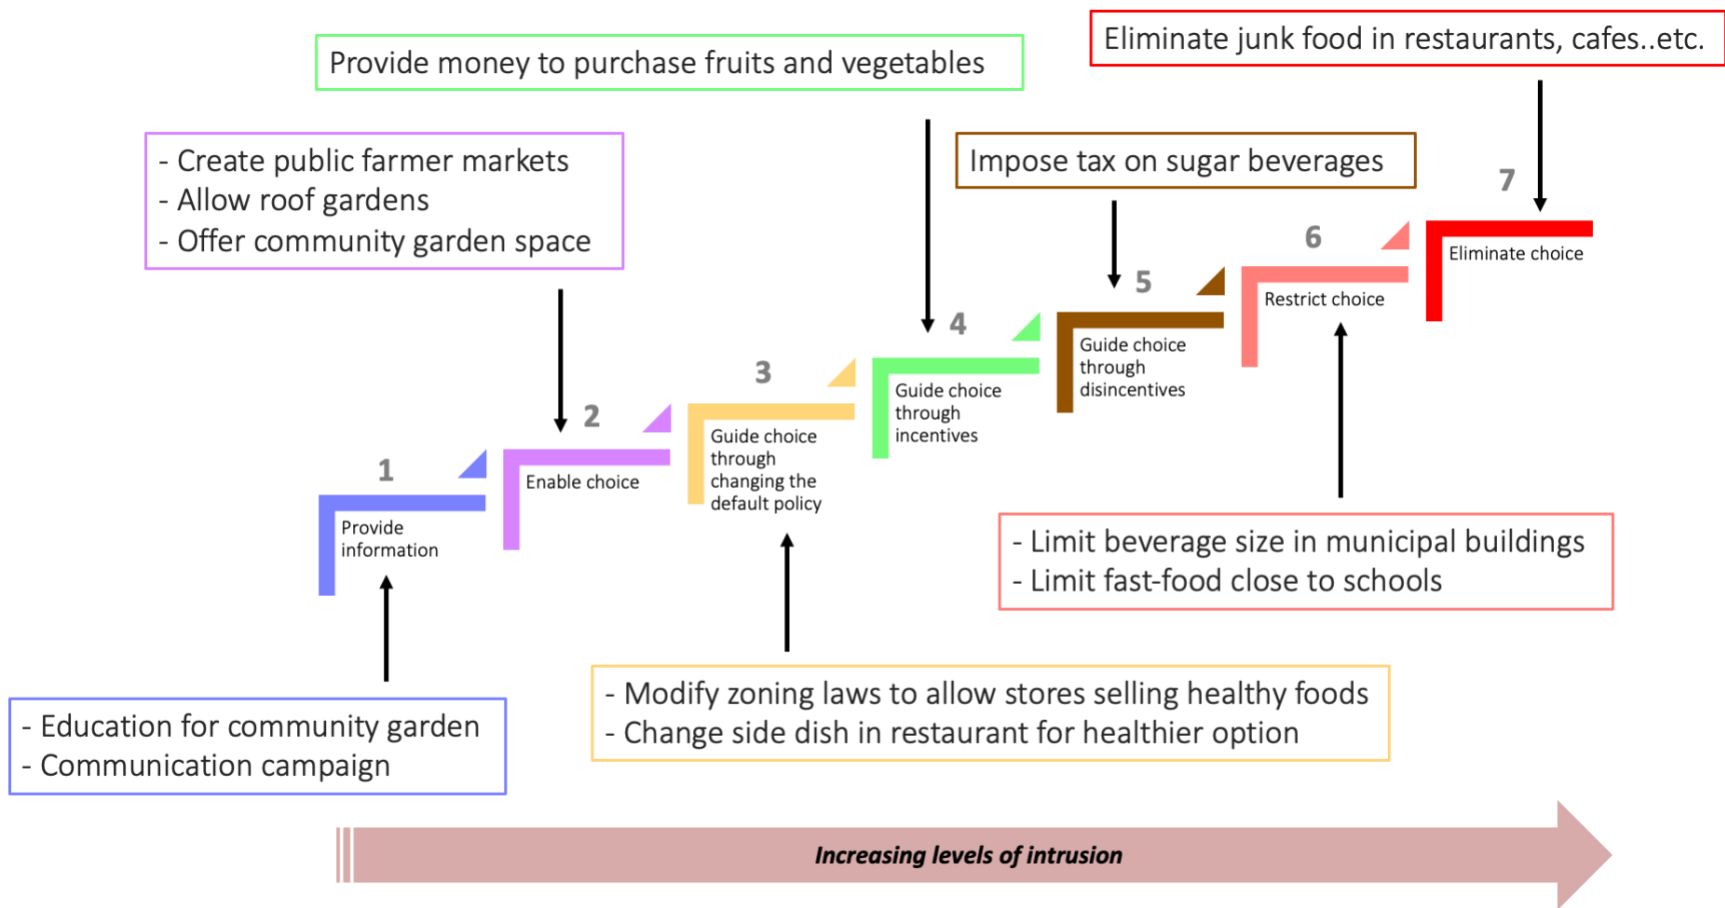 Eliminate junk food in restaurants, cafes..etc.
Provide money to purchase fruits and vegetables
- Create public farmer markets
- Allow roof gardens
- Offer community garden space
Impose tax on sugar beverages
7
Eliminate choice
6
Restrict choice
5
Guide choice
through
disincentives
4
Guide choice
through
incentives
3
Guide choice
through
changing the
default policy
2
Enable choice
1
Provide
information
- Limit beverage size in municipal buildings
- Limit fast-food close to schools
- Modify zoning laws to allow stores selling healthy foods
- Change side dish in restaurant for healthier option
- Education for community garden
- Communication campaign
Increasing levels of intrusion